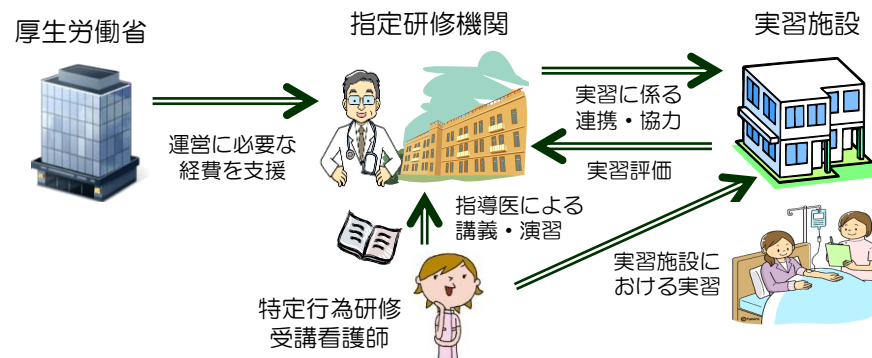 厚生労働省
指定研修機関
実習施設
運営に必要な
経費を支援
実習に係る
連携・協力
実習評価
指導医による
講義・演習
実習施設に
おける実習
特定行為研修
受講看護師